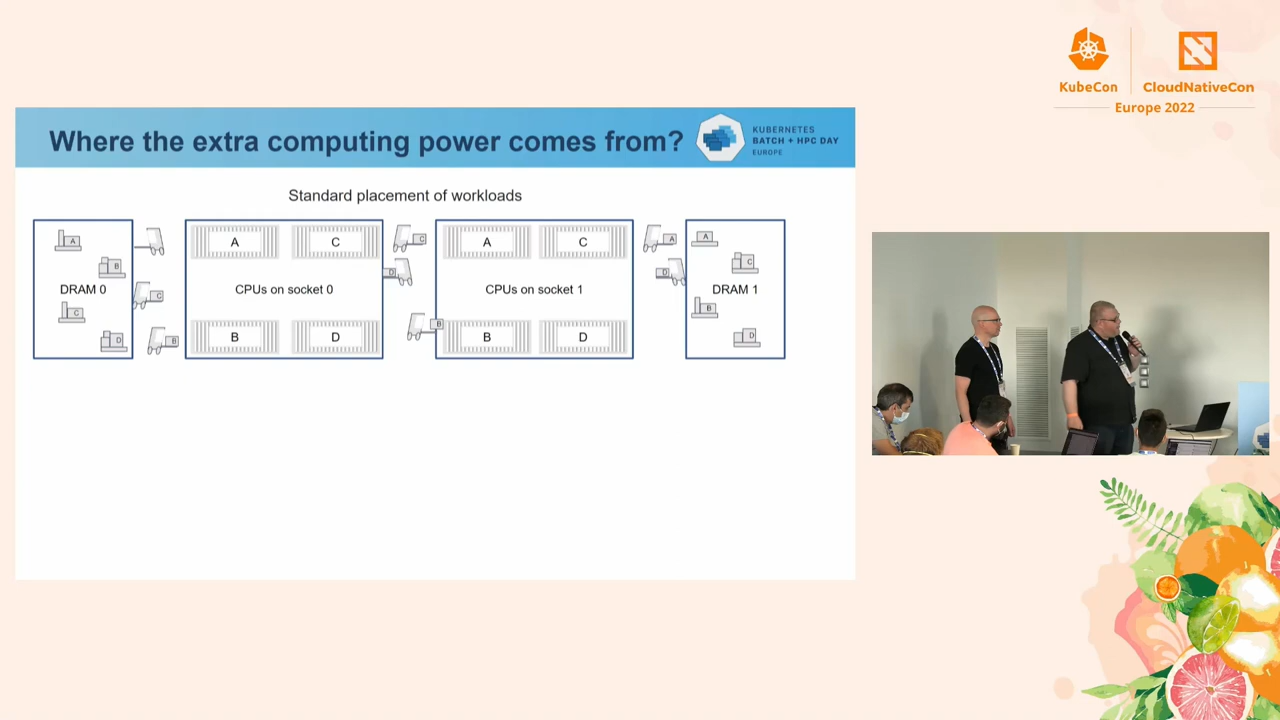 KubeCon
CloudNativeCon
Europe 2022
Where the extra computing power comes from?
KUBERNETES
BATCH + HPC DAY
EUROPE
Standard placement of workloads
A
B
DRAM 0
C
D
C
B
A
C
CPUs on socket 0
B
D
C
D
B
A
C
CPUs on socket 1
B
D
A
D
A
C
DRAM 1
B
D